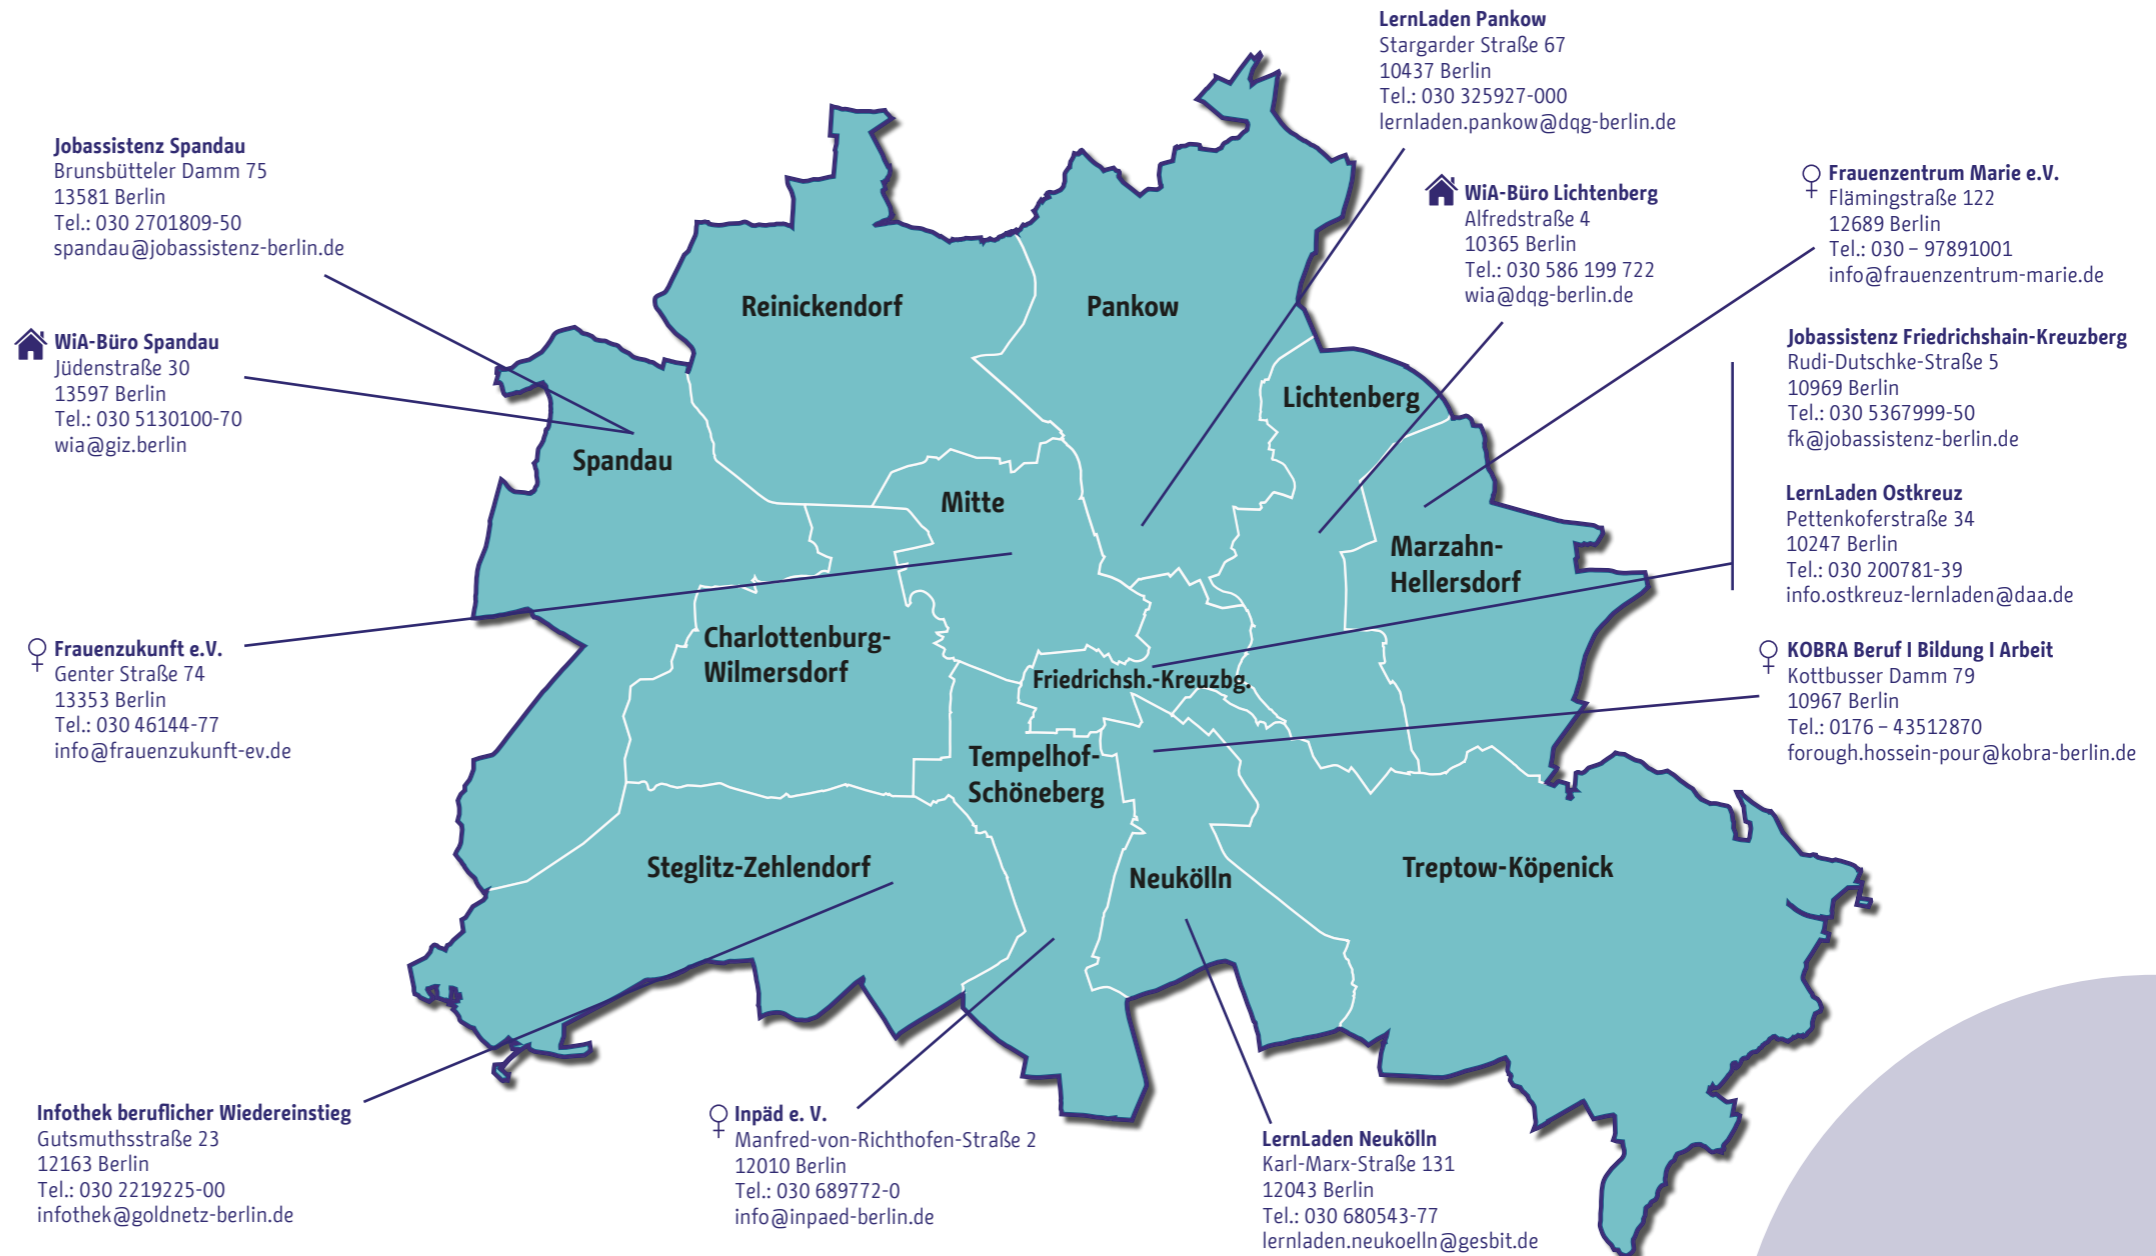 LernLaden Pankow
Stargarder Straße 67
10437 Berlin
Tel.: 030 325927-000
lernladen.pankow@dqg-berlin.de
Jobassistenz Spandau
Brunsbütteler Damm 75
13581 Berlin
Tel.: 030 2701809-50
spandau@jobassistenz-berlin.de
WiA-Büro Lichtenberg
Alfredstraße 4
10365 Berlin
Tel.: 030 586 199 722
wia@dqg-berlin.de
Frauenzentrum Marie e.V.
Flämingstraße 122
12689 Berlin
Tel.: 030 – 97891001
info@frauenzentrum-marie.de
WiA-Büro Spandau
Jüdenstraße 30
13597 Berlin
Tel.: 030 5130100-70
wia@giz.berlin
Jobassistenz Friedrichshain-Kreuzberg
Rudi-Dutschke-Straße 5
10969 Berlin
Tel.: 030 5367999-50
fk@jobassistenz-berlin.de
LernLaden Ostkreuz
Pettenkoferstraße 34
10247 Berlin
Tel.: 030 200781-39
info.ostkreuz-lernladen@daa.de
Frauenzukunft e.V.
Genter Straße 74
13353 Berlin
Tel.: 030 46144-77
info@frauenzukunft-ev.de
KOBRA Beruf I Bildung I Arbeit
Kottbusser Damm 79
10967 Berlin
Tel.: 0176 – 43512870
forough.hossein-pour@kobra-berlin.de
Reinickendorf
Pankow
Lichtenberg
Spandau
Mitte
Marzahn-
Hellersdorf
Charlottenburg-
Wilmersdorf
Friedrichsh.-Kreuzbg.
Tempelhof-
Schöneberg
Steglitz-Zehlendorf
Neukölln
Treptow-Köpenick
Infothek beruflicher Wiedereinstieg
Gutsmuthsstraße 23
12163 Berlin
Tel.: 030 2219225-00
infothek@goldnetz-berlin.de
Inpäd e. V.
Manfred-von-Richthofen-Straße 2
12010 Berlin
Tel.: 030 689772-0
info@inpaed-berlin.de
LernLaden Neukölln
Karl-Marx-Straße 131
12043 Berlin
Tel.: 030 680543-77
lernladen.neukoelln@gesbit.de